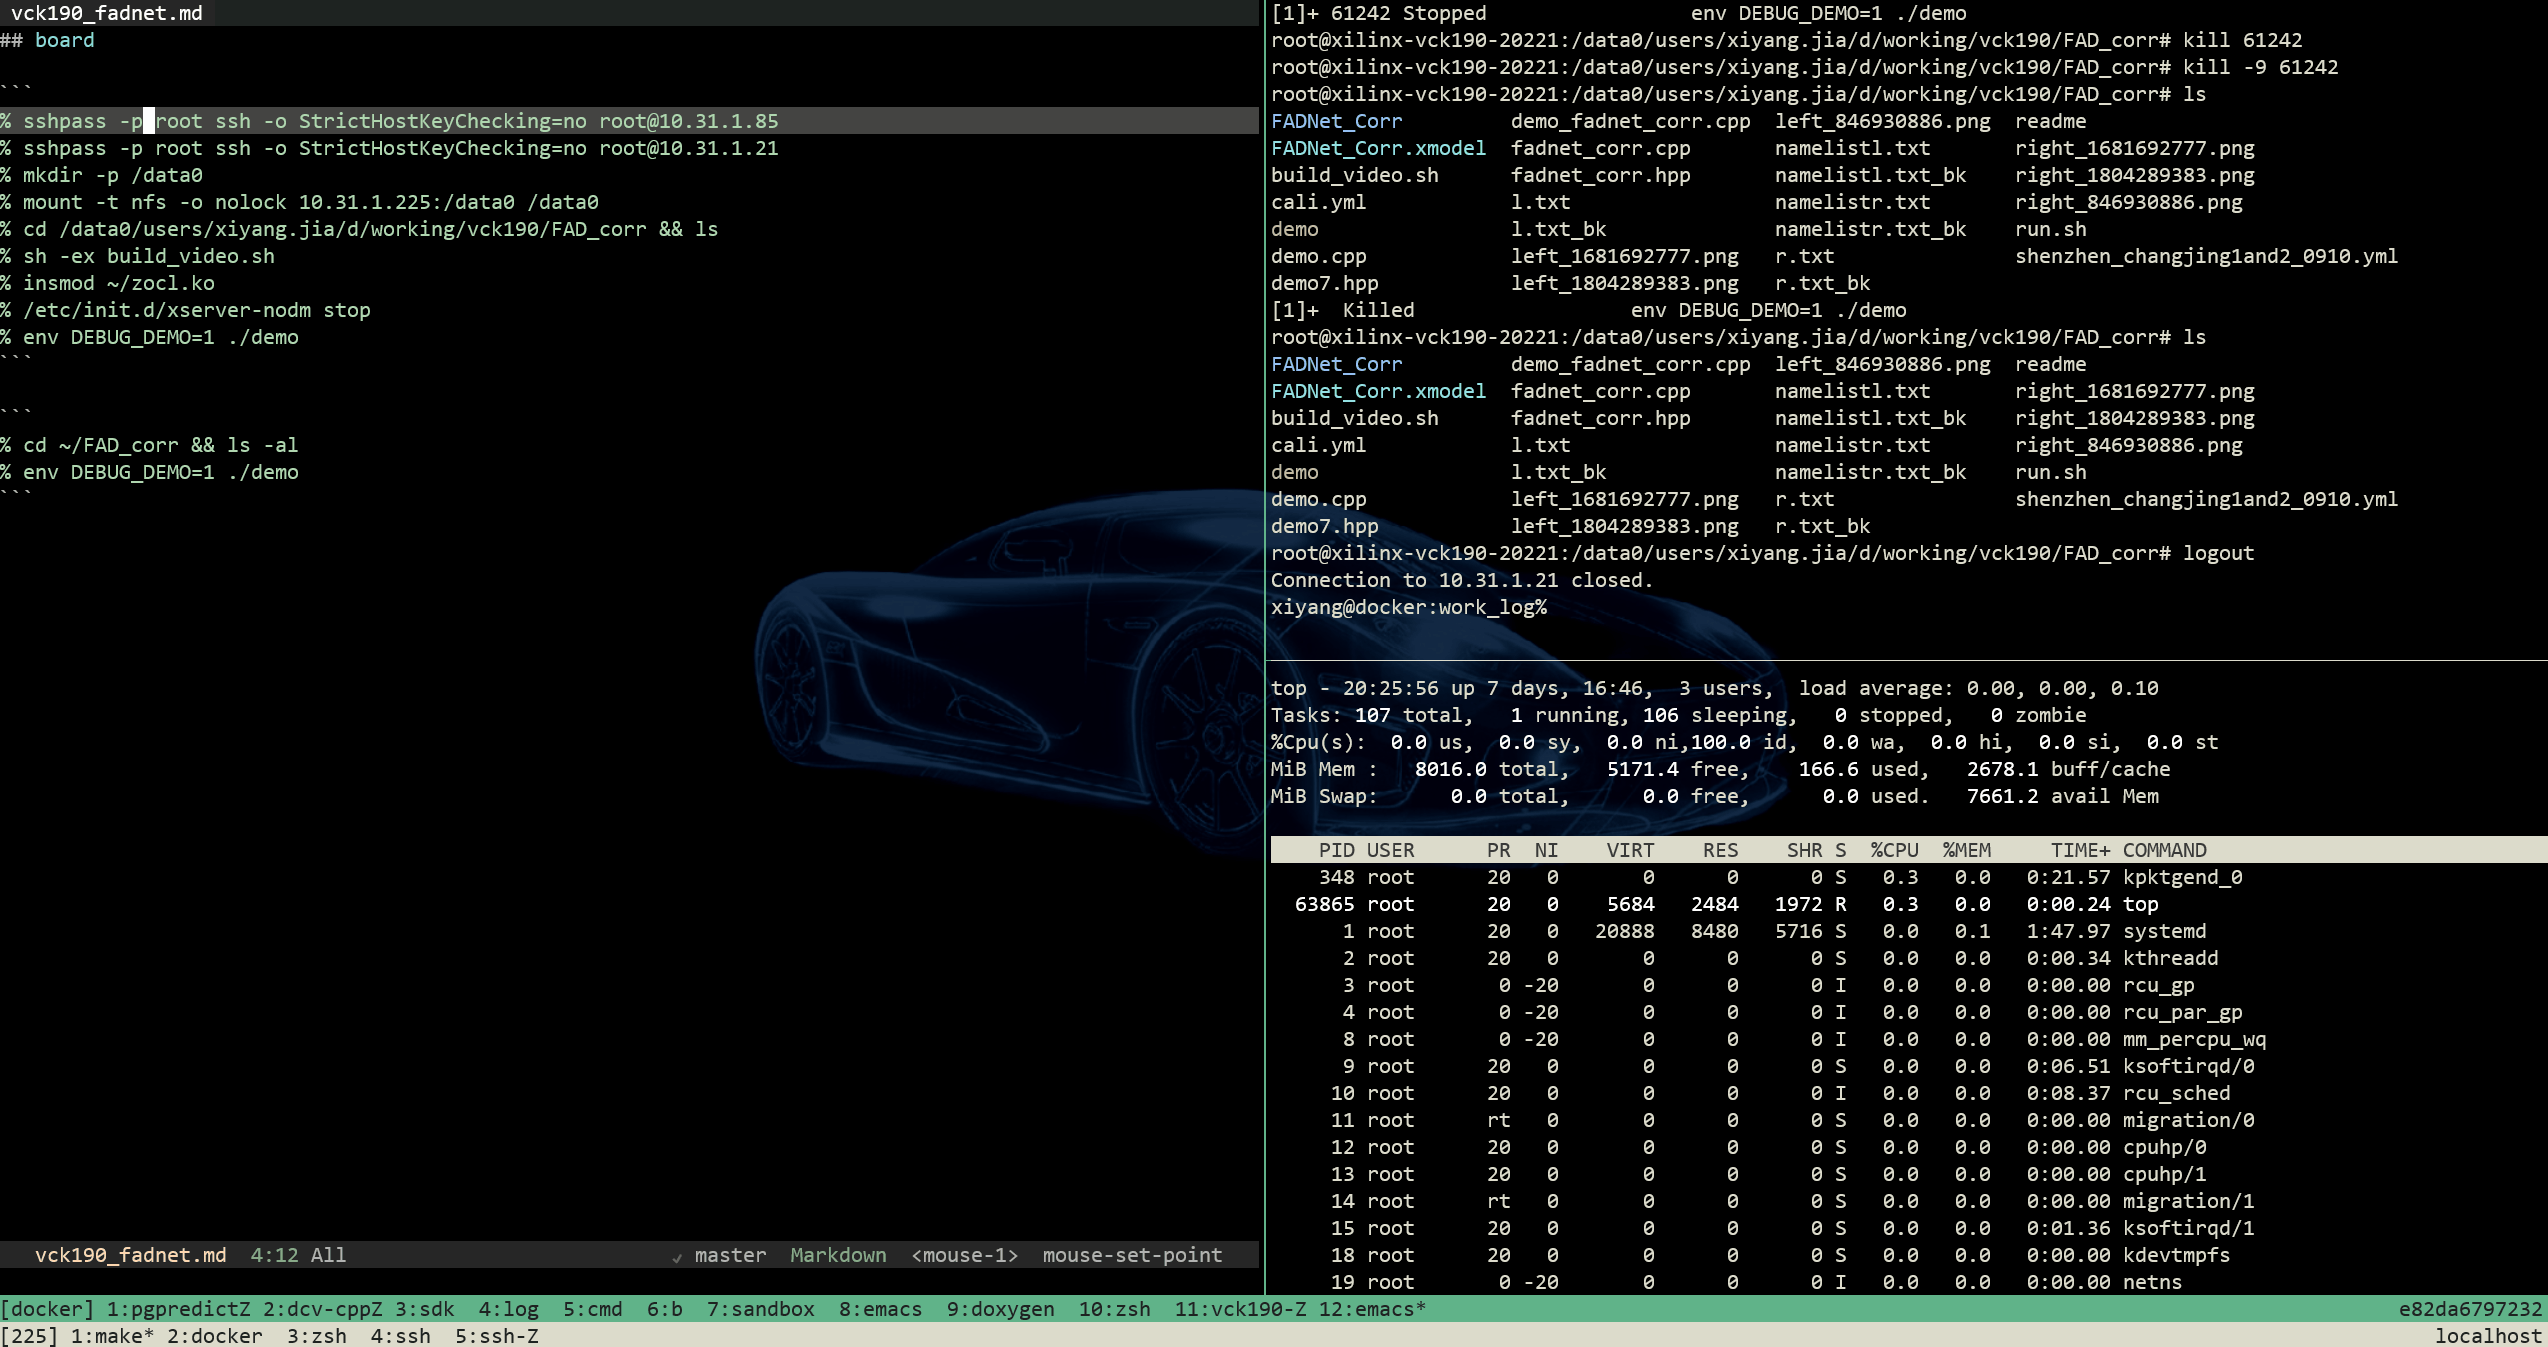 vck190_fadnet.md
## board
```
% sshpass -p root ssh -o StrictHostKeyChecking=no root@10.31.1.85
% sshpass -p root ssh -o StrictHostKeyChecking=no root@10.31.1.21
% mkdir -p /data0
% mount -t nfs -o nolock 10.31.1.225:/data0 /data0
% cd /data0/users/xiyang.jia/d/working/vck190/FAD_corr && ls
% sh -ex build_video.sh
% insmod ~/zocl.ko
% /etc/init.d/xserver-nodm stop
% env DEBUG_DEMO=1 ./demo
```
```
% cd ~/FAD_corr && ls -al
% env DEBUG_DEMO=1 ./demo
```
vck190_fadnet.md 4:12 All ✓ master Markdown <mouse-1> mouse-set-point
[1]+ 61242 Stopped env DEBUG_DEMO=1 ./demo
root@xilinx-vck190-20221:/data0/users/xiyang.jia/d/working/vck190/FAD_corr# kill 61242
root@xilinx-vck190-20221:/data0/users/xiyang.jia/d/working/vck190/FAD_corr# kill -9 61242
root@xilinx-vck190-20221:/data0/users/xiyang.jia/d/working/vck190/FAD_corr# ls
FADNet_Corr demo_fadnet_corr.cpp left_846930886.png readme
FADNet_Corr.xmodel fadnet_corr.cpp namelistl.txt right_1681692777.png
build_video.sh fadnet_corr.hpp namelistl.txt_bk right_1804289383.png
cali.yml l.txt namelistr.txt right_846930886.png
demo l.txt_bk namelistr.txt_bk run.sh
demo.cpp left_1681692777.png r.txt shenzhen_changjing1and2_0910.yml
demo7.hpp left_1804289383.png r.txt_bk
[1]+ Killed env DEBUG_DEMO=1 ./demo
root@xilinx-vck190-20221:/data0/users/xiyang.jia/d/working/vck190/FAD_corr# ls
FADNet_Corr demo_fadnet_corr.cpp left_846930886.png readme
FADNet_Corr.xmodel fadnet_corr.cpp namelistl.txt right_1681692777.png
build_video.sh fadnet_corr.hpp namelistl.txt_bk right_1804289383.png
cali.yml l.txt namelistr.txt right_846930886.png
demo l.txt_bk namelistr.txt_bk run.sh
demo.cpp left_1681692777.png r.txt shenzhen_changjing1and2_0910.yml
demo7.hpp left_1804289383.png r.txt_bk
root@xilinx-vck190-20221:/data0/users/xiyang.jia/d/working/vck190/FAD_corr# logout
Connection to 10.31.1.21 closed.
xiyang@docker:work_log%
top - 20:25:56 up 7 days, 16:46, 3 users, load average: 0.00, 0.00, 0.10
Tasks: 107 total, 1 running, 106 sleeping, 0 stopped, 0 zombie
%Cpu(s): 0.0 us, 0.0 sy, 0.0 ni,100.0 id, 0.0 wa, 0.0 hi, 0.0 si, 0.0 st
MiB Mem : 8016.0 total, 5171.4 free, 166.6 used, 2678.1 buff/cache
MiB Swap: 0.0 total, 0.0 free, 0.0 used. 7661.2 avail Mem
PID USER PR NI VIRT RES SHR S %CPU %MEM TIME+ COMMAND
348 root 20 0 0 0 0 S 0.3 0.0 0:21.57 kpktgend_0
63865 root 20 0 5684 2484 1972 R 0.3 0.0 0:00.24 top
1 root 20 0 20888 8480 5716 S 0.0 0.1 1:47.97 systemd
2 root 20 0 0 0 0 S 0.0 0.0 0:00.34 kthreadd
3 root 0 -20 0 0 0 I 0.0 0.0 0:00.00 rcu_gp
4 root 0 -20 0 0 0 I 0.0 0.0 0:00.00 rcu_par_gp
8 root 0 -20 0 0 0 I 0.0 0.0 0:00.00 mm_percpu_wq
9 root 20 0 0 0 0 S 0.0 0.0 0:06.51 ksoftirqd/0
10 root 20 0 0 0 0 I 0.0 0.0 0:08.37 rcu_sched
11 root rt 0 0 0 0 S 0.0 0.0 0:00.00 migration/0
12 root 20 0 0 0 0 S 0.0 0.0 0:00.00 cpuhp/0
13 root 20 0 0 0 0 S 0.0 0.0 0:00.00 cpuhp/1
14 root rt 0 0 0 0 S 0.0 0.0 0:00.00 migration/1
15 root 20 0 0 0 0 S 0.0 0.0 0:01.36 ksoftirqd/1
18 root 20 0 0 0 0 S 0.0 0.0 0:00.00 kdevtmpfs
19 root 0 -20 0 0 0 I 0.0 0.0 0:00.00 netns
[docker] 1:pgpredictZ 2:dcv-cppZ 3:sdk 4:log 5:cmd 6:b 7:sandbox 8:emacs 9:doxygen 10:zsh 11:vck190-Z 12:emacs* e82da6797232
[225] 1:make* 2:docker 3:zsh 4:ssh 5:ssh-Z localhost